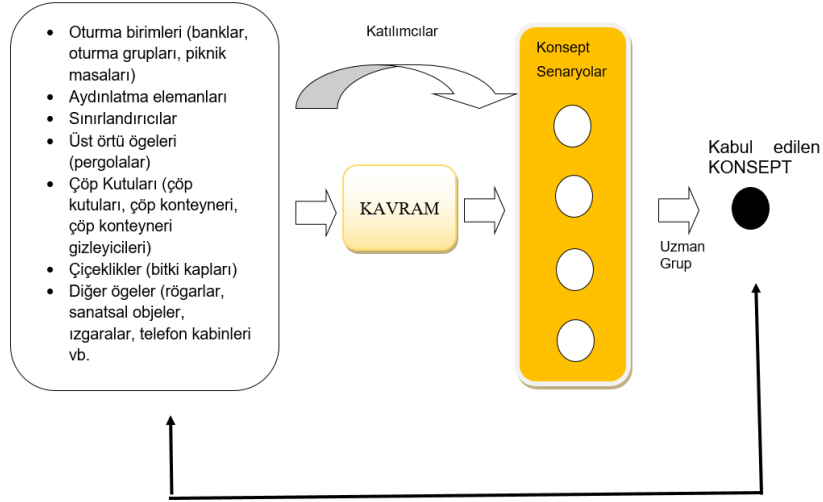 Oturma birimleri (banklar,
oturma grupları, piknik
masaları)
Aydınlatma elemanları
Sınırlandırıcılar
Üst örtü ögeleri
(pergolalar)
Çöp Kutuları (çöp
kutuları, çöp konteyneri,
çöp konteyneri
gizleyicileri)
Çiçeklikler (bitki kapları)
Diğer ögeler (rögarlar,
sanatsal objeler,
ızgaralar, telefon kabinleri
vb.
Katılımcılar
KAVRAM
Konsept
Senaryolar
Uzman
Grup
Kabul edilen
KONSEPT